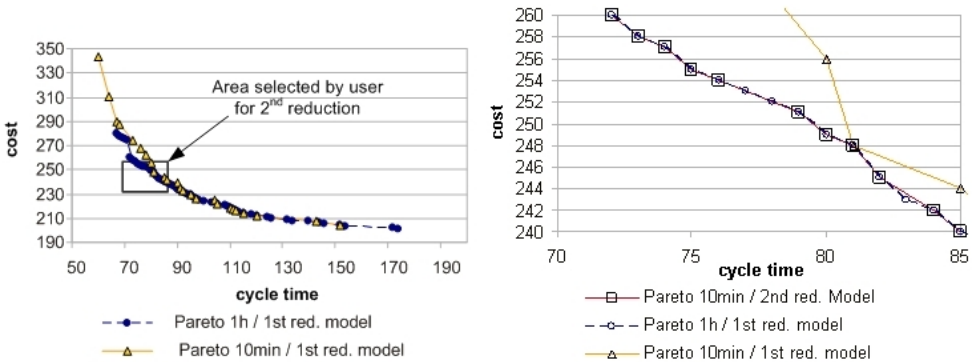 350
330
310
290
270
250
230
210
190
cost
Area selected by user
for 2nd reduction
50 70 90 110 130 150 170 190
cycle time
Pareto 1h / 1st red. model
Pareto 10min / 1st red. model
260
258
256
254
252
250
248
246
244
242
240
cost
70 75 80 85
cycle time
Pareto 10min / 2nd red. Model
Pareto 1h / 1st red. model
Pareto 10min / 1st red. model